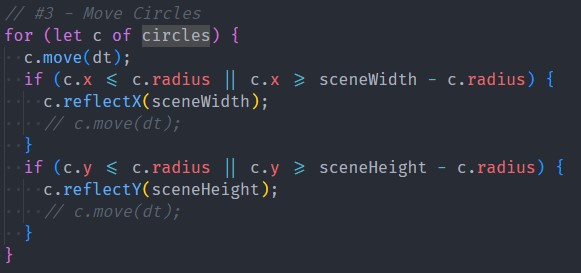 // #3 - Move Circles
for (let c of circles) {
  c.move(dt);
  if (c.x ⩽ c.radius || c.x ⩾ sceneWidth - c.radius) {
    c.reflectX(sceneWidth);
    // c.move(dt);
  }
  if (c.y ⩽ c.radius || c.y ⩾ sceneHeight - c.radius) {
    c.reflectY(sceneHeight);
    // c.move(dt);
  }
}